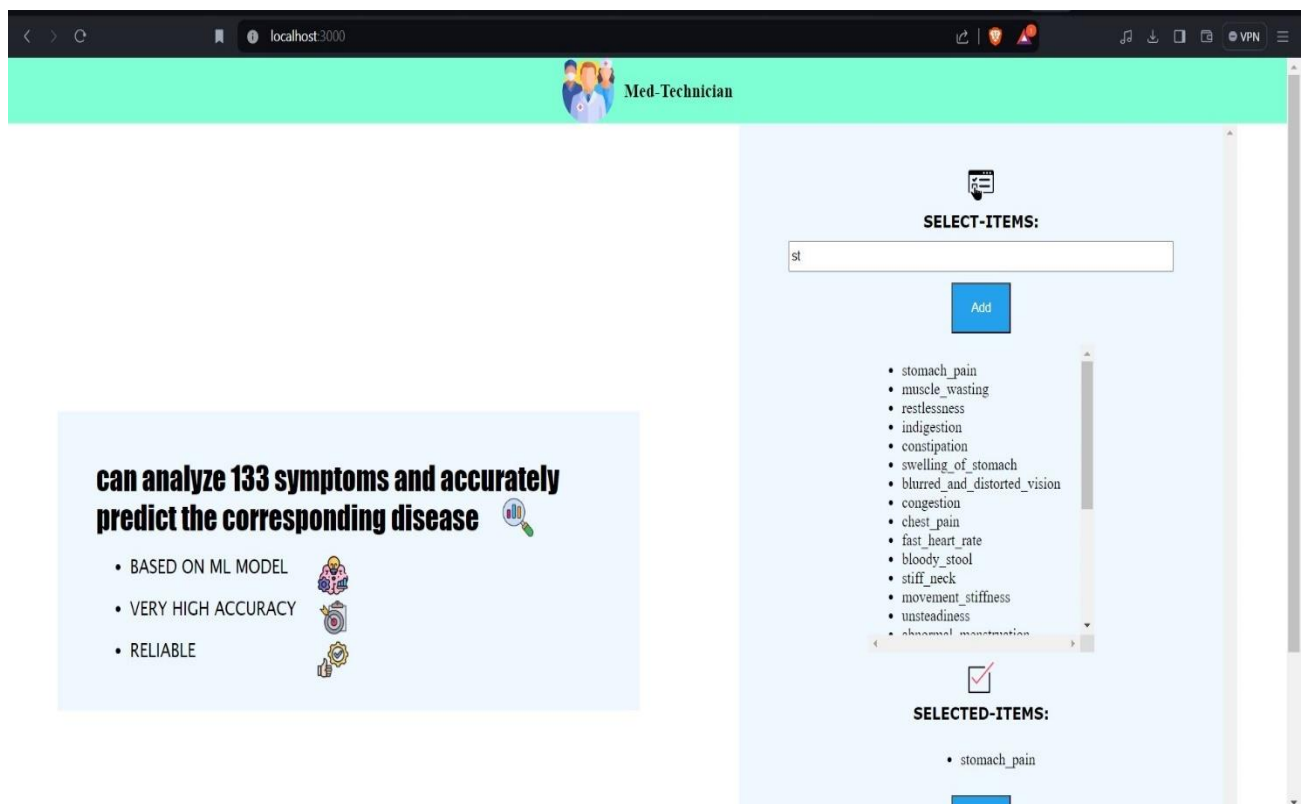 localhost:3000
VPN
Med-Technician
can analyze 133 symptoms and accurately
predict the corresponding disease
• BASED ON ML MODEL
• VERY HIGH ACCURACY
• RELIABLE
SELECT-ITEMS:
st
Add
• stomach_pain
• muscle_wasting
• restlessness
• indigestion
• constipation
• swelling_of_stomach
• blurred_and_distorted_vision
• congestion
• chest_pain
• fast_heart_rate
• bloody_stool
• stiff_neck
• movement_stiffness
• unsteadiness
• abnormal_menstruation
SELECTED-ITEMS:
• stomach_pain